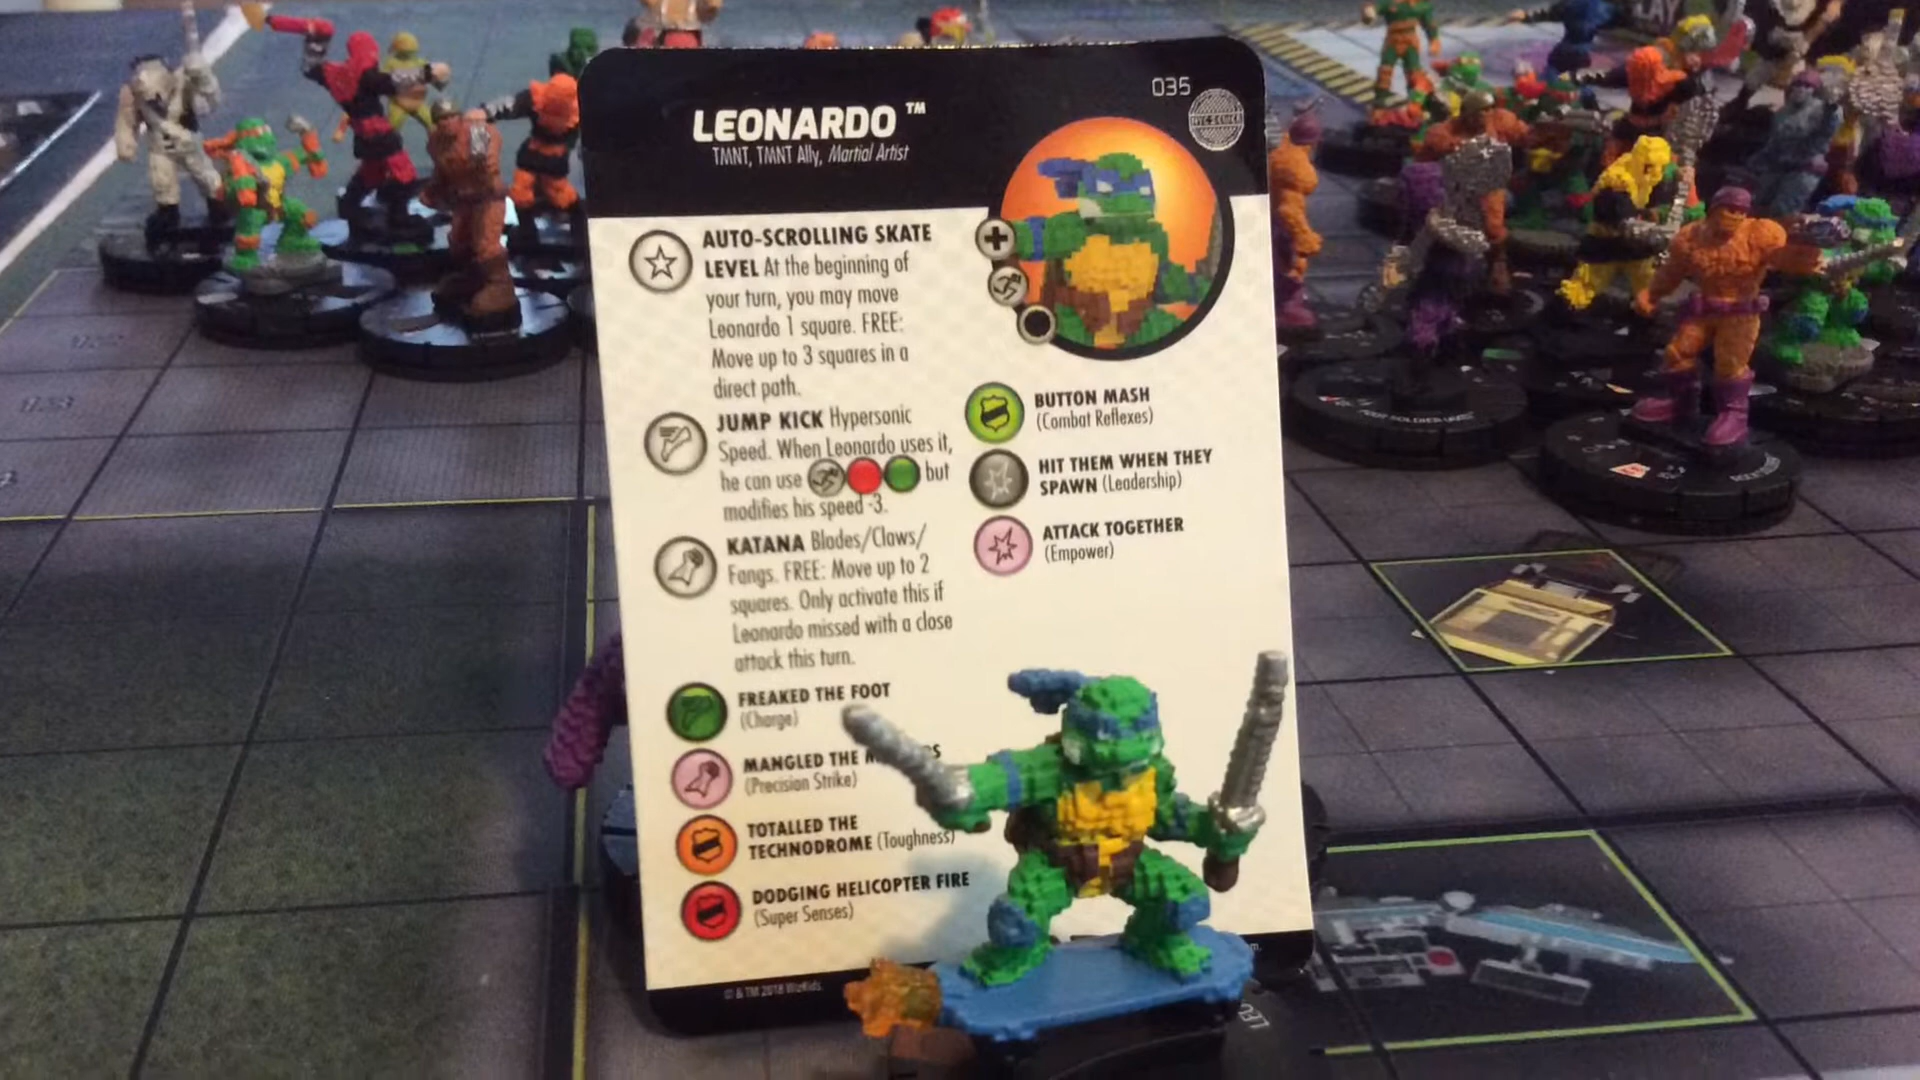 035
NYC SEWER
LEONARDO™
TMNT, TMNT Ally, Martial Artist
AUTO-SCROLLING SKATE
LEVEL At the beginning of
your turn, you may move
Leonardo 1 square. FREE:
Move up to 3 squares in a
direct path.
JUMP KICK Hypersonic
Speed. When Leonardo uses it,
he can use but
modifies his speed -3.
KATANA Blades/Claws/
Fangs. FREE: Move up to 2
squares. Only activate this if
Leonardo missed with a close
attack this turn.
FREAKED THE FOOT
(Charge)
MANGLED THE
(Precision Strike)
TOTALLED THE
TECHNODROME (Toughness)
DODGING HELICOPTER FIRE
(Super Senses)
BUTTON MASH
(Combat Reflexes)
HIT THEM WHEN THEY
SPAWN (Leadership)
ATTACK TOGETHER
(Empower)
© & TM 2018 WizKids.